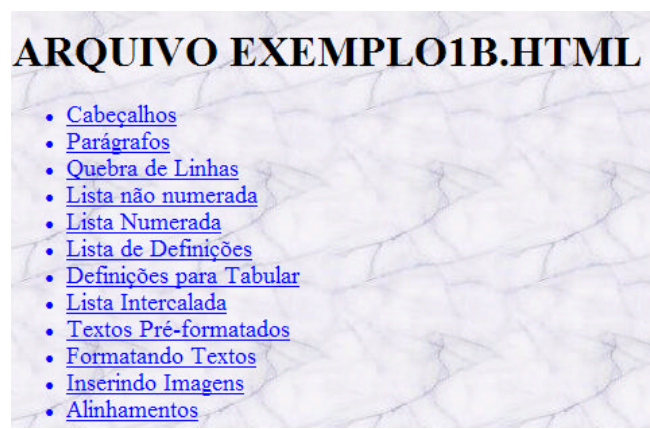 ARQUIVO EXEMPLO1B.HTML
• Cabeçalhos
• Parágrafos
• Quebra de Linhas
• Lista não numerada
• Lista Numerada
• Lista de Definições
• Definições para Tabular
• Lista Intercalada
• Textos Pré-formatados
• Formatando Textos
• Inserindo Imagens
• Alinhamentos